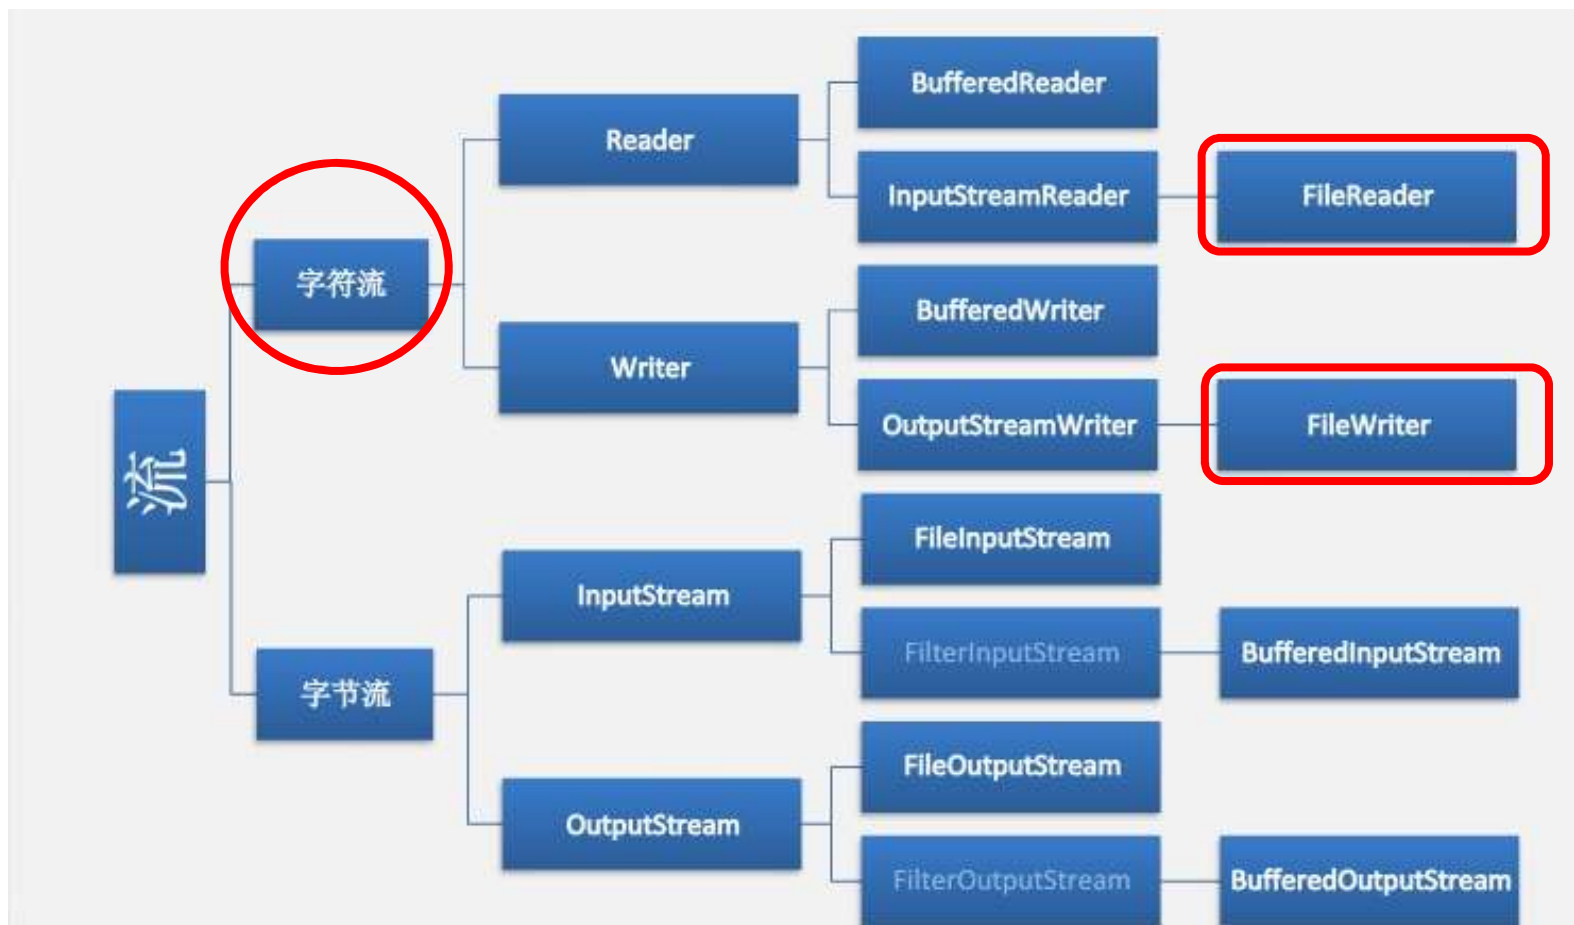 流
字符流
Reader
BufferedReader
InputStreamReader
FileReader
Writer
BufferedWriter
OutputStreamWriter
FileWriter
字节流
InputStream
FileInputStream
FilterInputStream
BufferedInputStream
OutputStream
FileOutputStream
FilterOutputStream
BufferedOutputStream